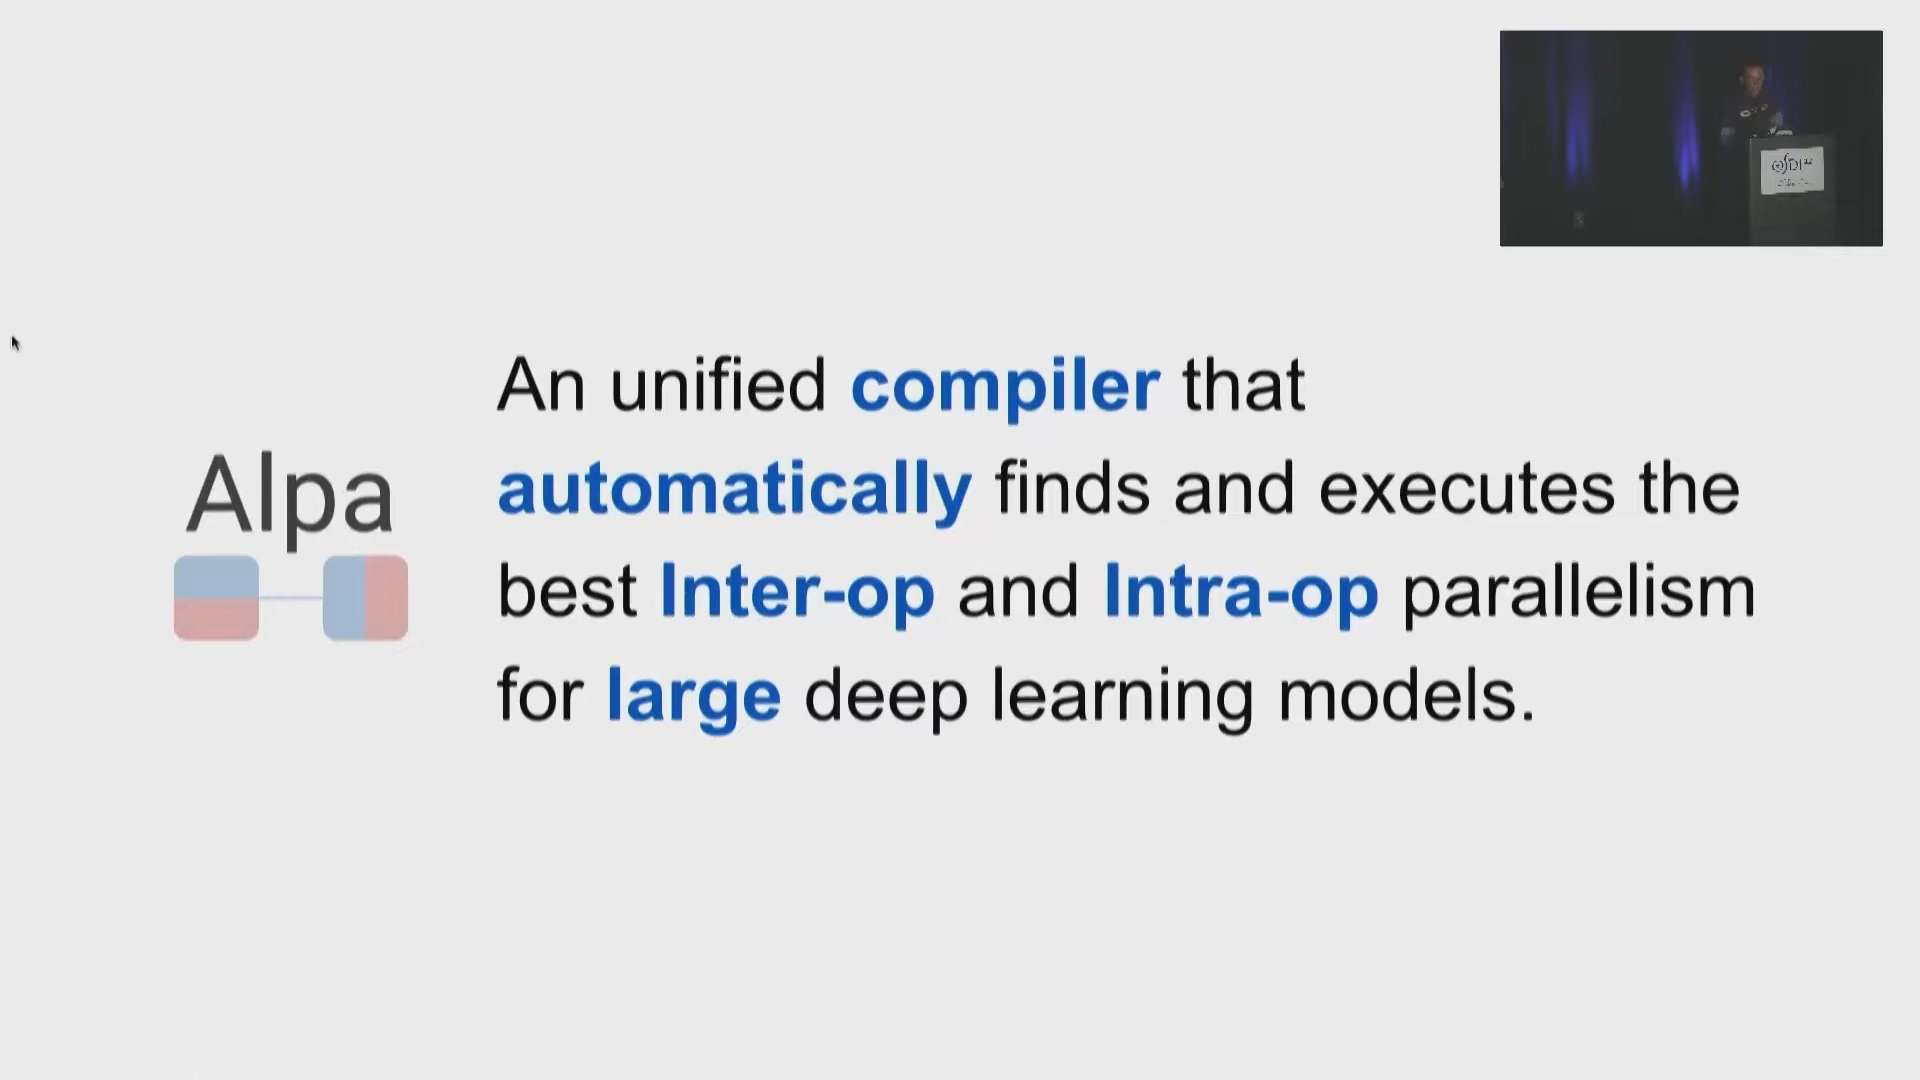 An unified compiler that
automatically finds and executes the
best Inter-op and Intra-op parallelism
for large deep learning models.
Alpa